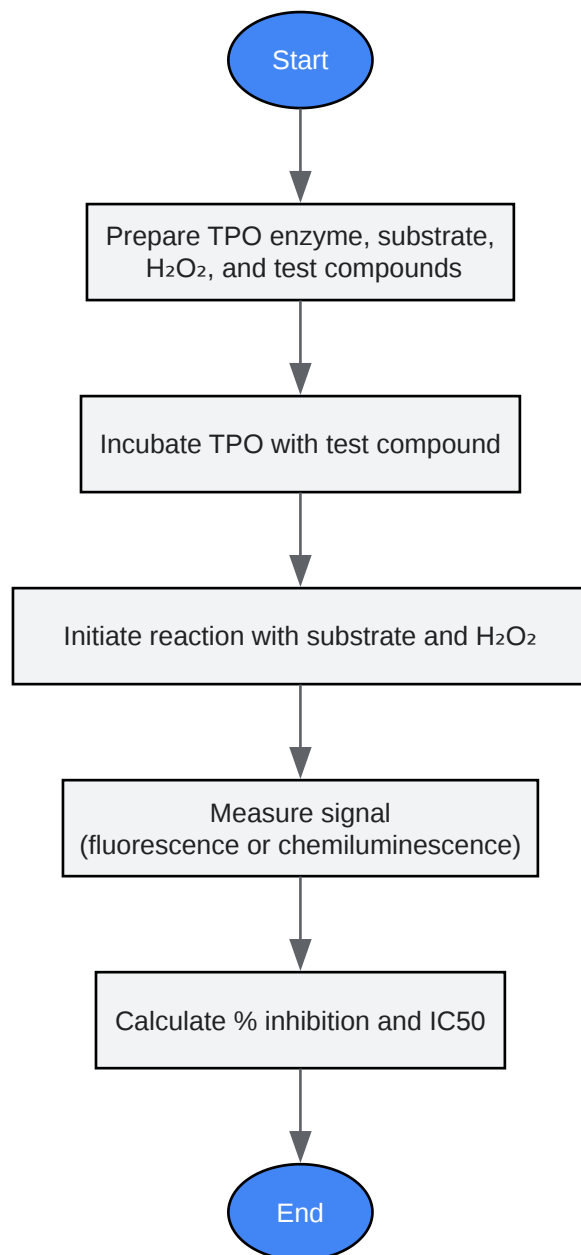 Start
Prepare TPO enzyme, substrate,
H₂O₂, and test compounds
Incubate TPO with test compound
Initiate reaction with substrate and H₂O₂
Measure signal
(fluorescence or chemiluminescence)
Calculate % inhibition and IC50
End